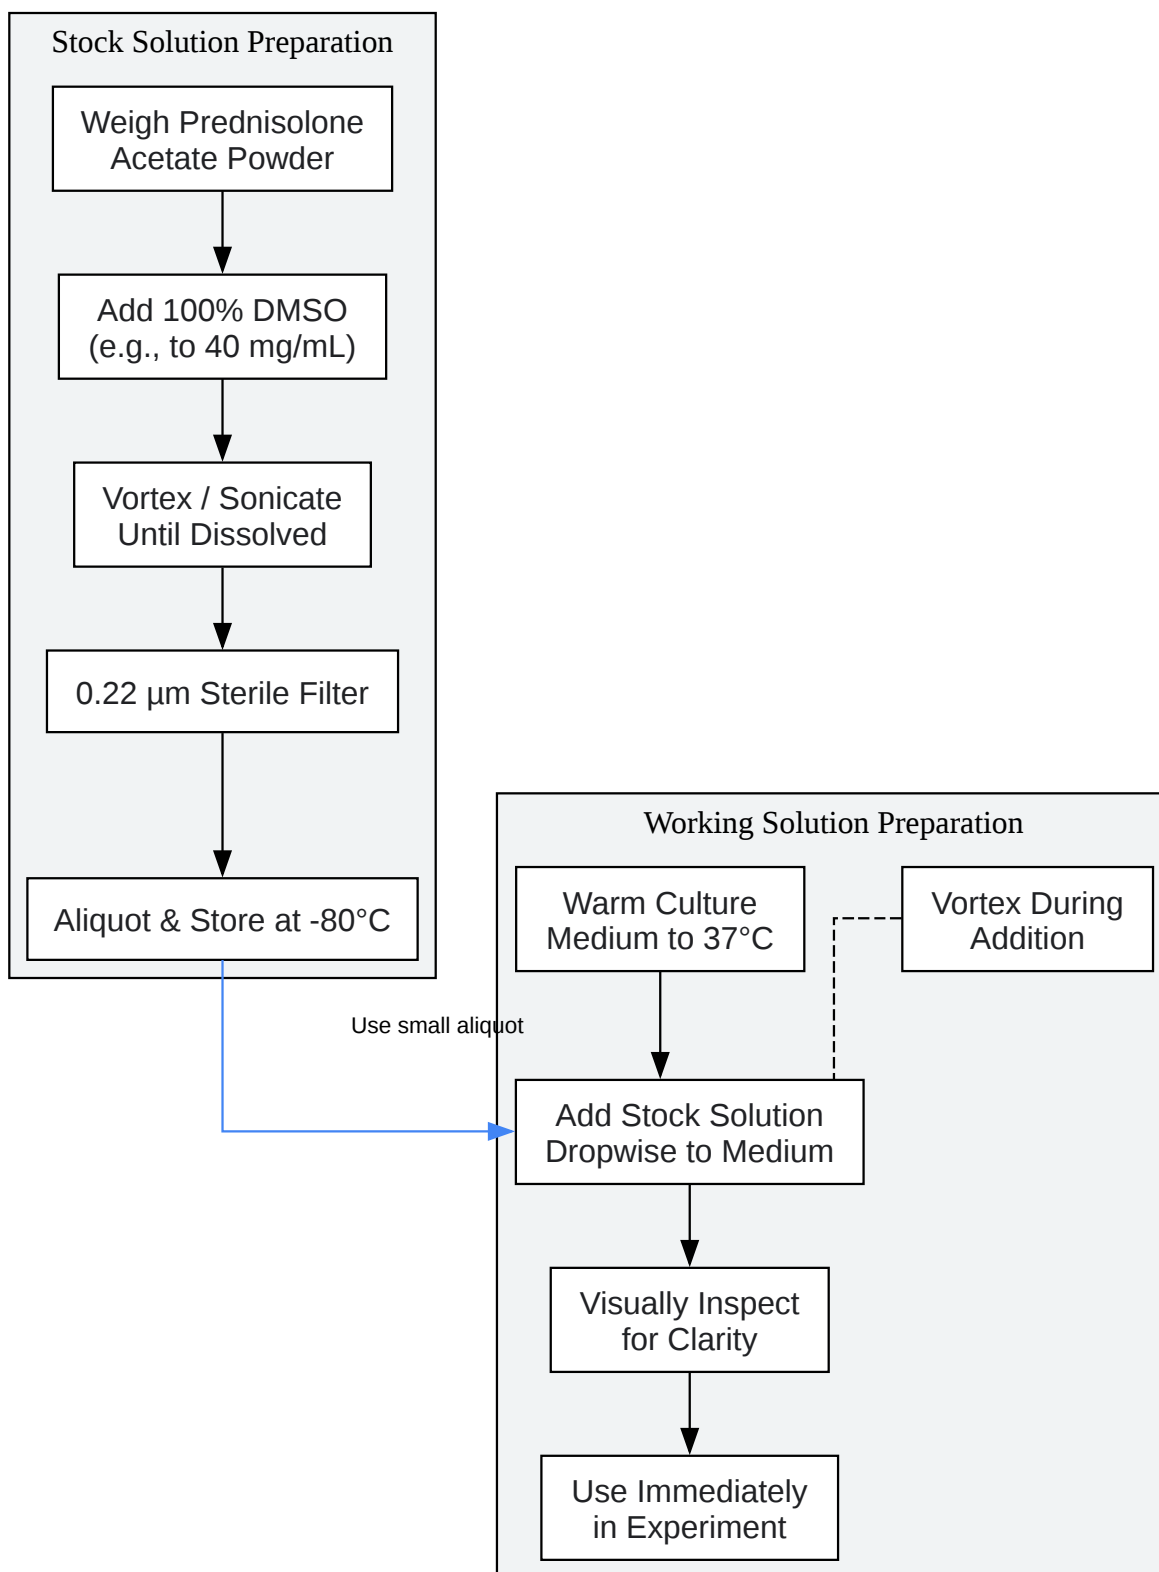 Stock Solution Preparation
Weigh Prednisolone
Acetate Powder
Add 100% DMSO
(e.g., to 40 mg/mL)
Vortex / Sonicate
Until Dissolved
0.22 µm Sterile Filter
Aliquot & Store at -80°C
Use small aliquot
Working Solution Preparation
Warm Culture
Medium to 37°C
Vortex During
Addition
Add Stock Solution
Dropwise to Medium
Visually Inspect
for Clarity
Use Immediately
in Experiment